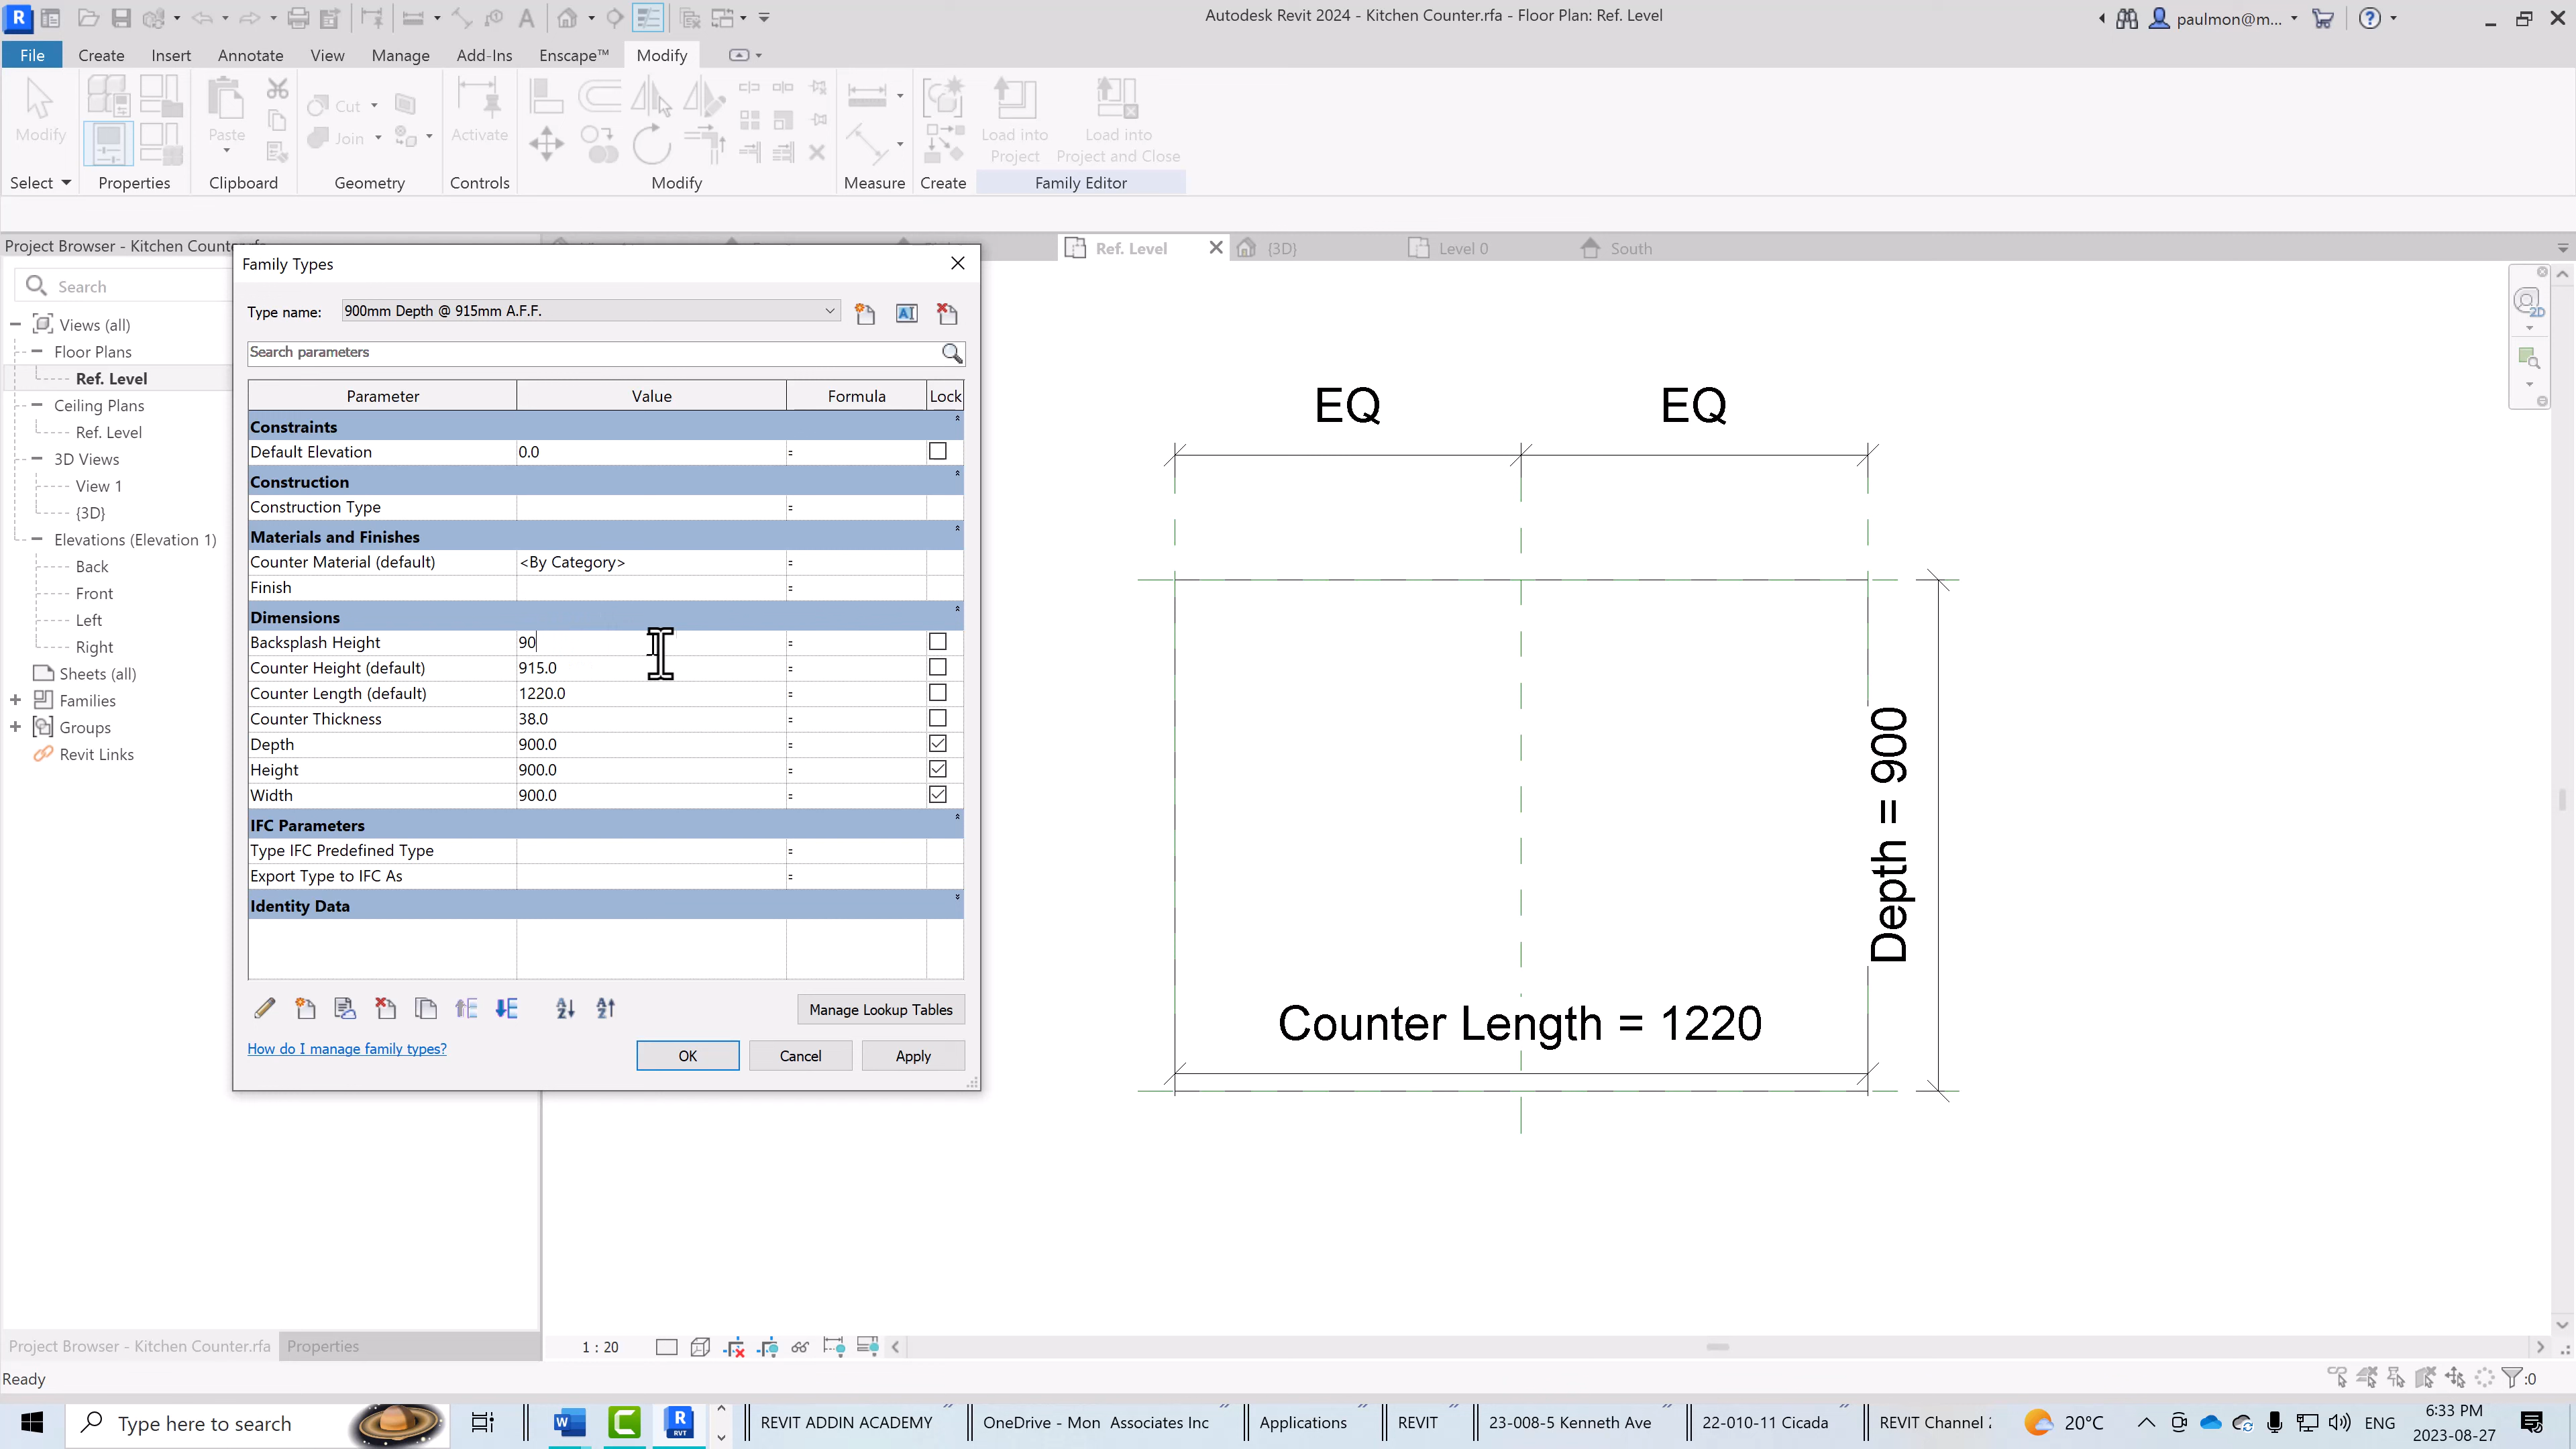 Autodesk Revit 2024 - Kitchen Counter.rfa - Floor Plan: Ref. Level
paulmon@m...
File Create Insert Annotate View Manage Add-Ins Enscape™ Modify
Modify
Paste
Cut
Join
Activate
Load into
Project
Load into
Project and Close
Select Properties Clipboard Geometry Controls Modify Measure Create Family Editor
Project Browser - Kitchen Counter.rfa
Ref. Level
{3D}
Level 0
South
Search
Views (all)
Floor Plans
Ref. Level
Ceiling Plans
Ref. Level
3D Views
View 1
{3D}
Elevations (Elevation 1)
Back
Front
Left
Right
Sheets (all)
Families
Groups
Revit Links
Family Types
Type name: 900mm Depth @ 915mm A.F.F.
Search parameters
Parameter Value Formula Lock
Constraints
Default Elevation 0.0 =
Construction
Construction Type =
Materials and Finishes
Counter Material (default) <By Category> =
Finish =
Dimensions
Backsplash Height 90 =
Counter Height (default) 915.0 =
Counter Length (default) 1220.0 =
Counter Thickness 38.0 =
Depth 900.0 =
Height 900.0 =
Width 900.0 =
IFC Parameters
Type IFC Predefined Type =
Export Type to IFC As =
Identity Data
Manage Lookup Tables
How do I manage family types?
OK Cancel Apply
EQ EQ
Depth = 900
Counter Length = 1220
2D
Project Browser - Kitchen Counter.rfa Properties
1 : 20
Ready
:0
Type here to search
REVIT ADDIN ACADEMY
OneDrive - Mon Associates Inc
Applications
REVIT
23-008-5 Kenneth Ave
22-010-11 Cicada
REVIT Channel
20°C
ENG
6:33 PM
2023-08-27